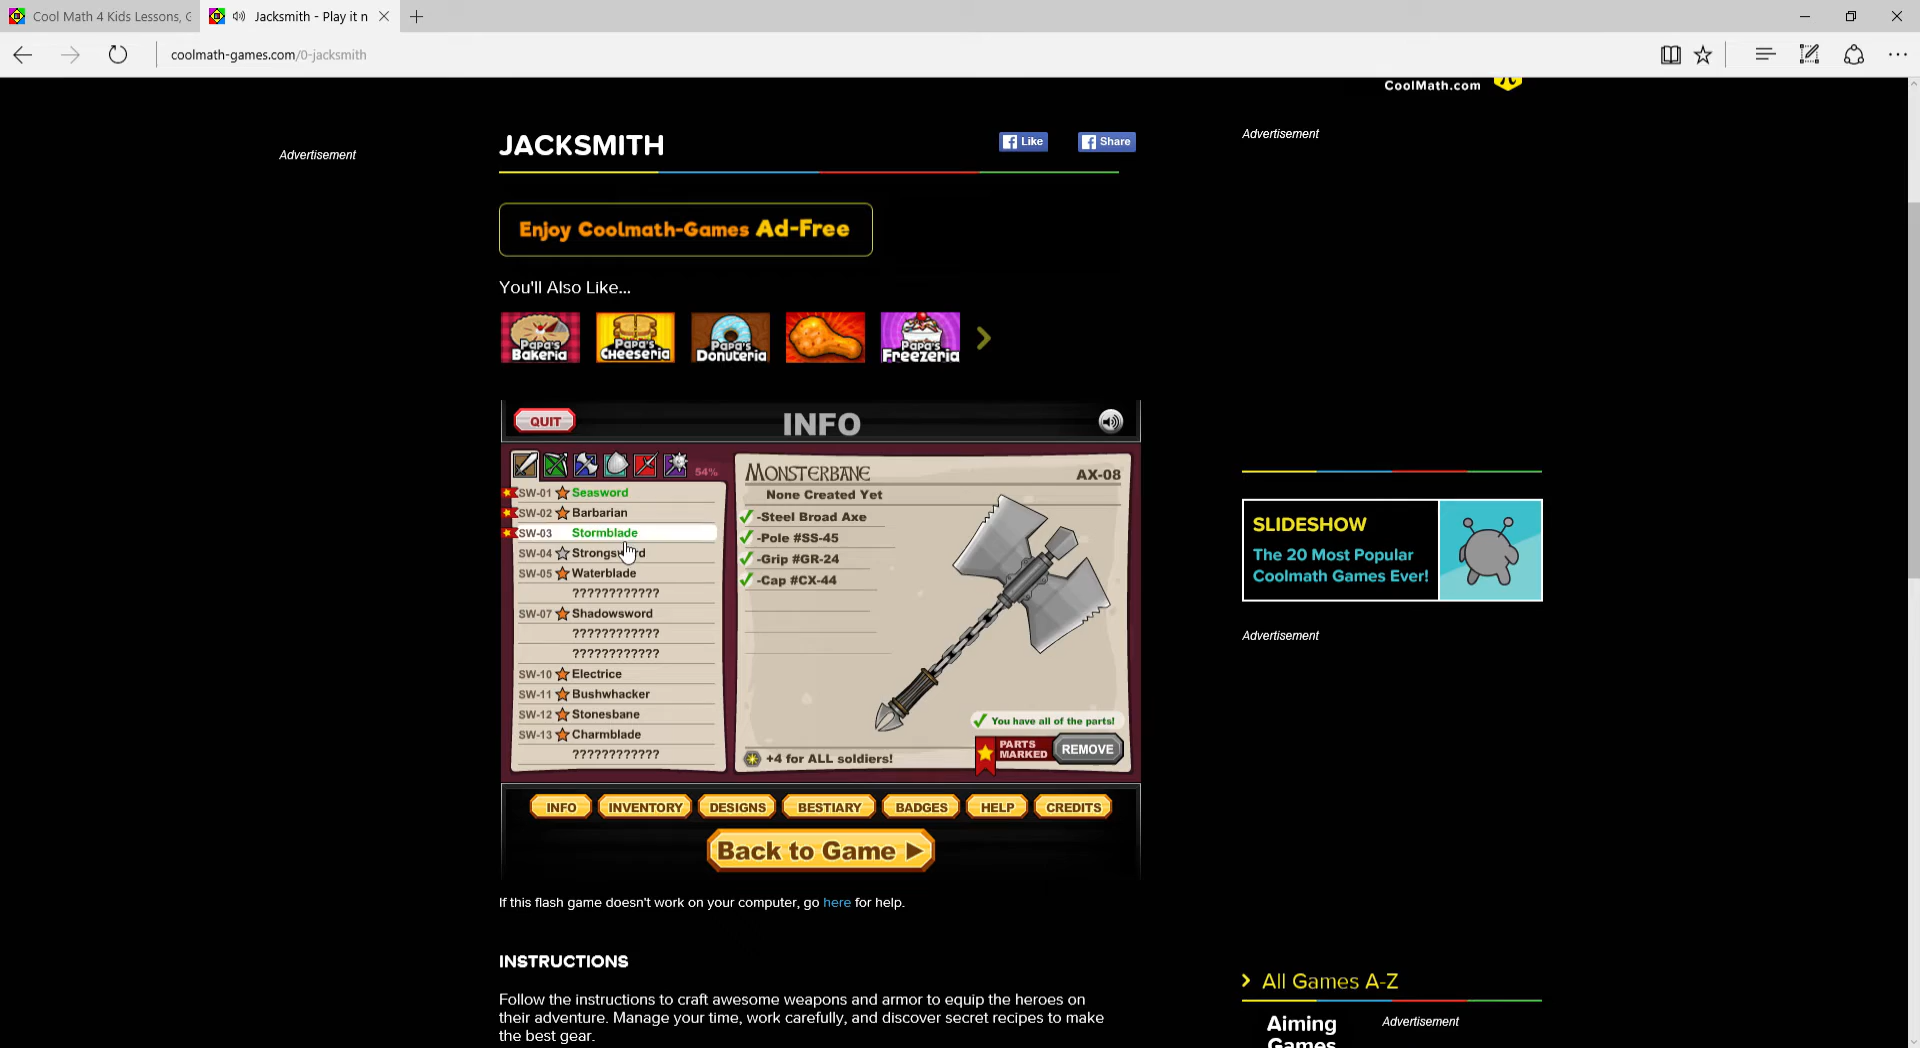 Cool Math 4 Kids Lessons, G
Jacksmith - Play it n
coolmath-games.com/0-jacksmith
CoolMath.com
Advertisement
Advertisement
JACKSMITH
Like
Share
Enjoy Coolmath-Games Ad-Free
You'll Also Like...
Papa's Bakeria
Papa's Cheeseria
Papa's Donuteria
Papa's Freezeria
QUIT
INFO
54%
SW-01 Seasword
SW-02 Barbarian
SW-03 Stormblade
SW-04 Strongsword
SW-05 Waterblade
????????????
SW-07 Shadowsword
????????????
????????????
SW-10 Electrice
SW-11 Bushwhacker
SW-12 Stonesbane
SW-13 Charmblade
????????????
MONSTERBANE
AX-08
None Created Yet
-Steel Broad Axe
-Pole #SS-45
-Grip #GR-24
-Cap #CX-44
You have all of the parts!
+4 for ALL soldiers!
PARTS MARKED
REMOVE
INFO
INVENTORY
DESIGNS
BESTIARY
BADGES
HELP
CREDITS
Back to Game
If this flash game doesn't work on your computer, go here for help.
INSTRUCTIONS
Follow the instructions to craft awesome weapons and armor to equip the heroes on
their adventure. Manage your time, work carefully, and discover secret recipes to make
the best gear.
SLIDESHOW
The 20 Most Popular
Coolmath Games Ever!
Advertisement
All Games A-Z
Aiming
Games
Advertisement